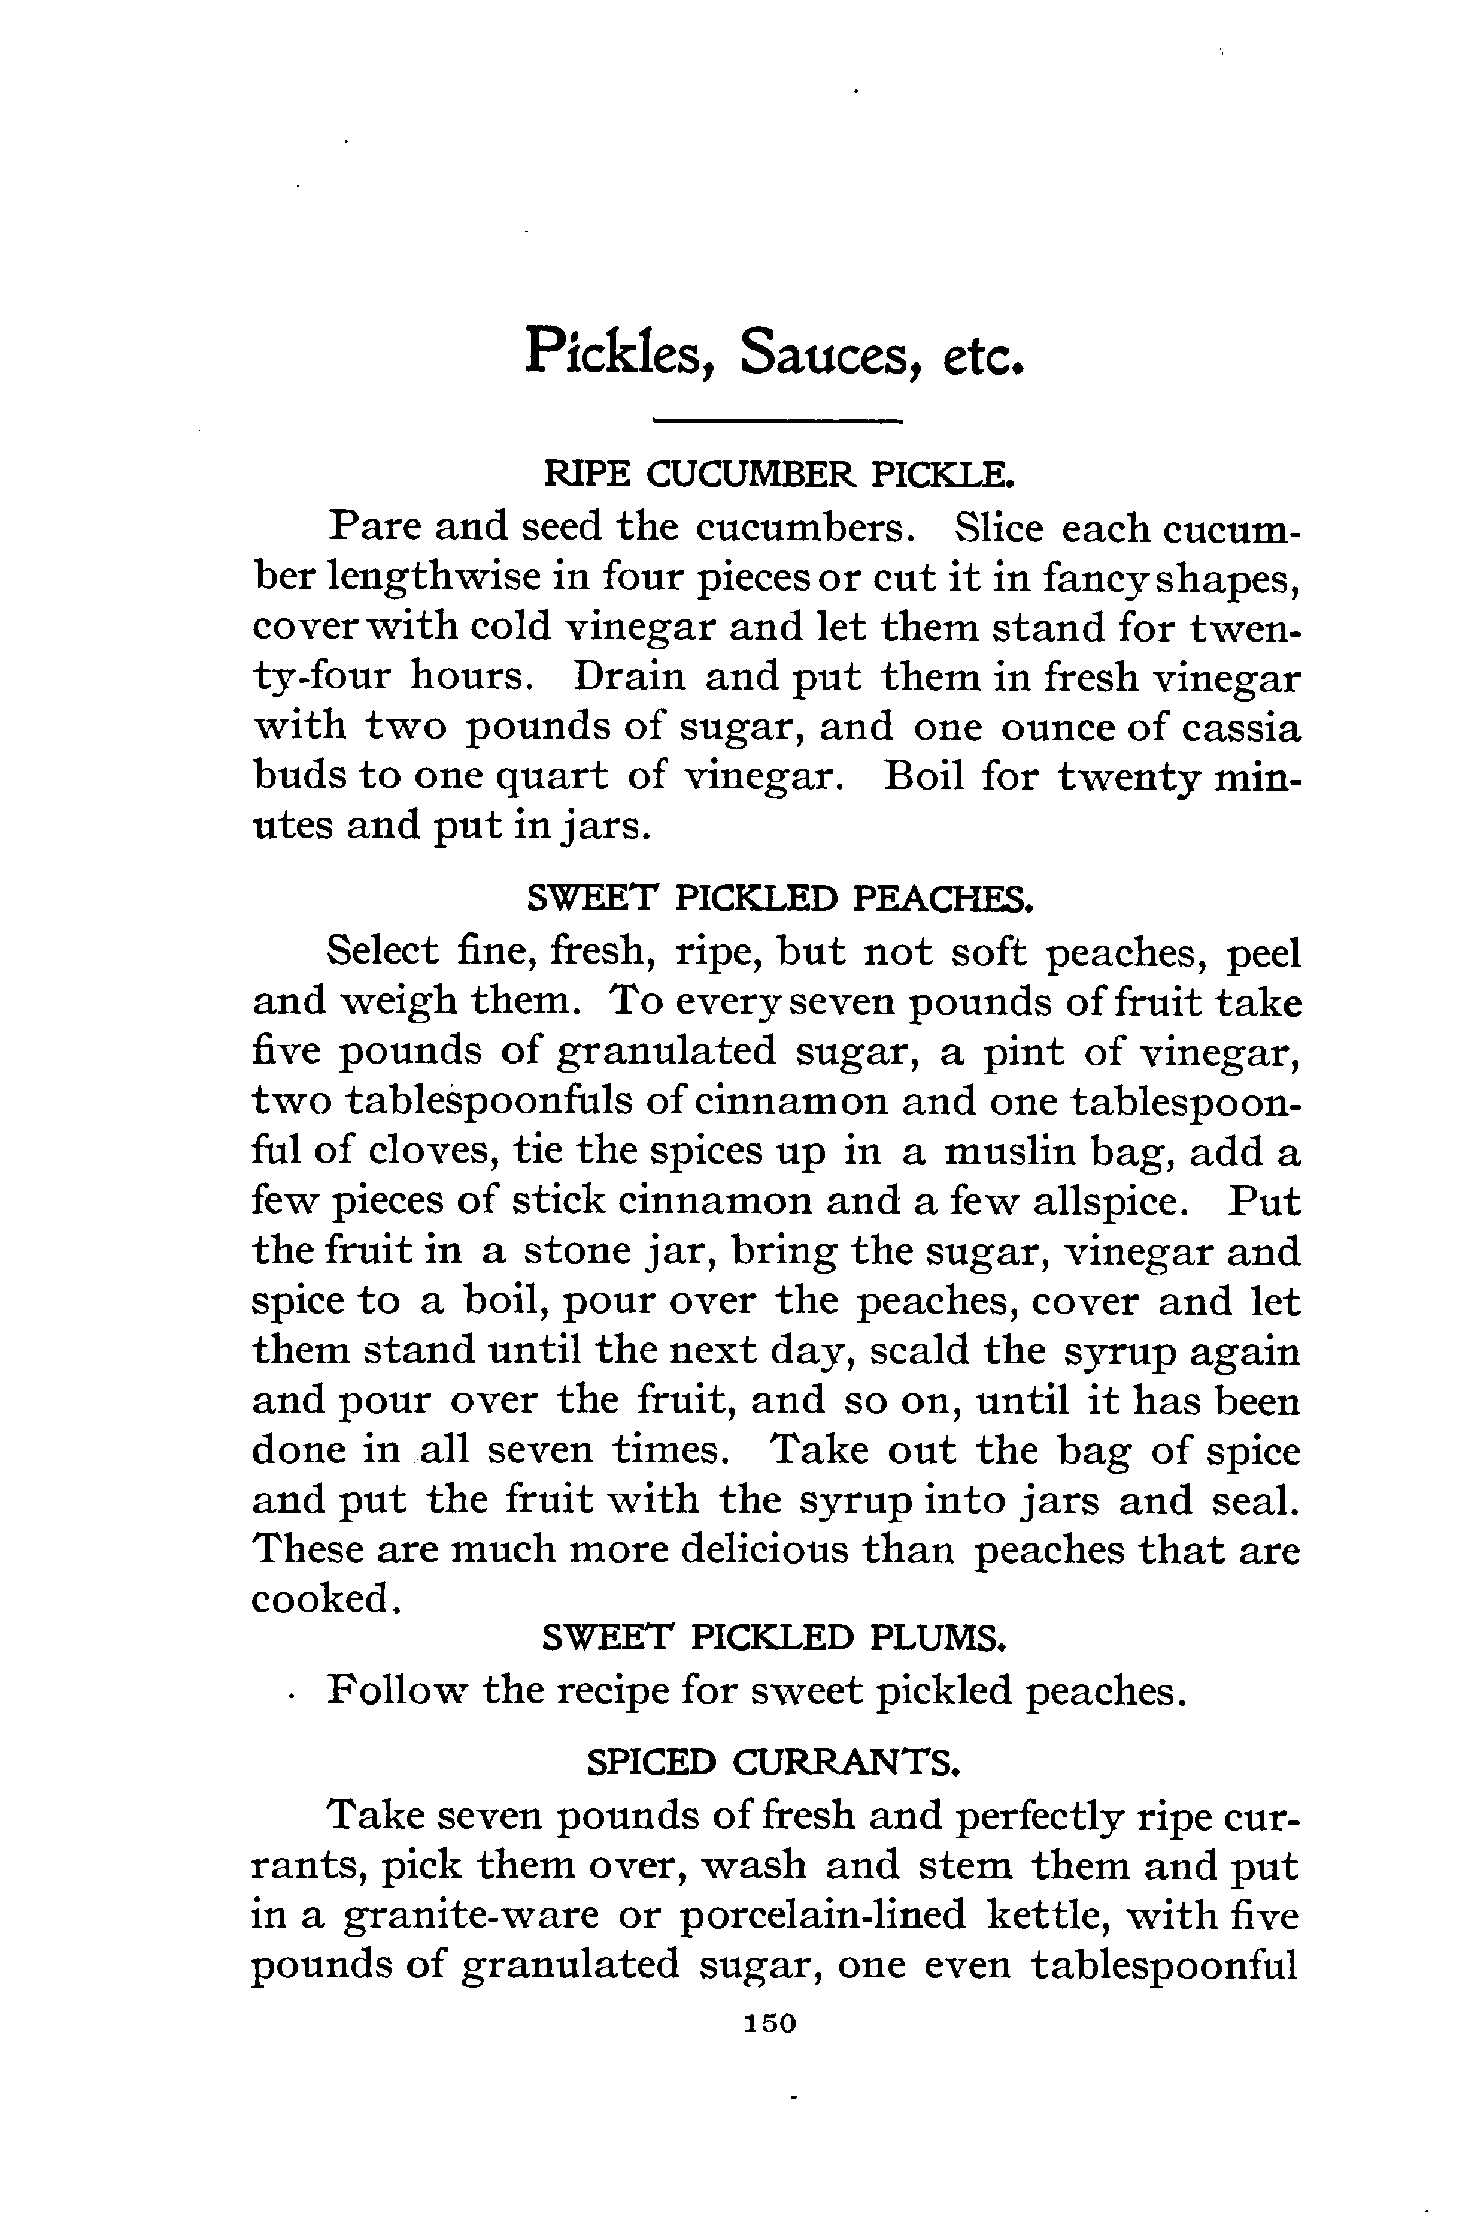 Pickles, Sauces, etc.
RIPE CUCUMBER PICKLE.
Pare and seed the cucumbers. Slice each cucum-
ber lengthwise in four pieces or cut it in fancy shapes,
cover with cold vinegar and let them stand for twen-
ty-four hours. Drain and put them in fresh vinegar
with two pounds of sugar, and one ounce of cassia
buds to one quart of vinegar. Boil for twenty min-
utes and put in jars.
SWEET PICKLED PEACHES.
Select fine, fresh, ripe, but not soft peaches, peel
and weigh them. To every seven pounds of fruit take
five pounds of granulated sugar, a pint of vinegar,
two tablespoonfuls of cinnamon and one tablespoon-
ful of cloves, tie the spices up in a muslin bag, add a
few pieces of stick cinnamon and a few allspice. Put
the fruit in a stone jar, bring the sugar, vinegar and
spice to a boil, pour over the peaches, cover and let
them stand until the next day, scald the syrup again
and pour over the fruit, and so on, until it has been
done in all seven times. Take out the bag of spice
and put the fruit with the syrup into jars and seal.
These are much more delicious than peaches that are
cooked.
SWEET PICKLED PLUMS.
Follow the recipe for sweet pickled peaches.
SPICED CURRANTS.
Take seven pounds of fresh and perfectly ripe cur-
rants, pick them over, wash and stem them and put
in a granite-ware or porcelain-lined kettle, with five
pounds of granulated sugar, one even tablespoonful
150